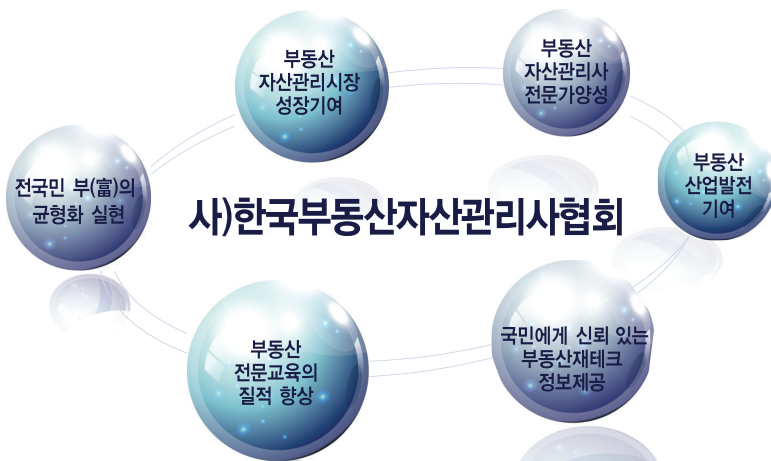 부동산
자산관리시장
성장기여
부동산
자산관리사
전문가양성
부동산
산업발전
기여
전국민 부(富)의
균형화 실현
사)한국부동산자산관리사협회
부동산
전문교육의
질적 향상
국민에게 신뢰 있는
부동산재테크
정보제공